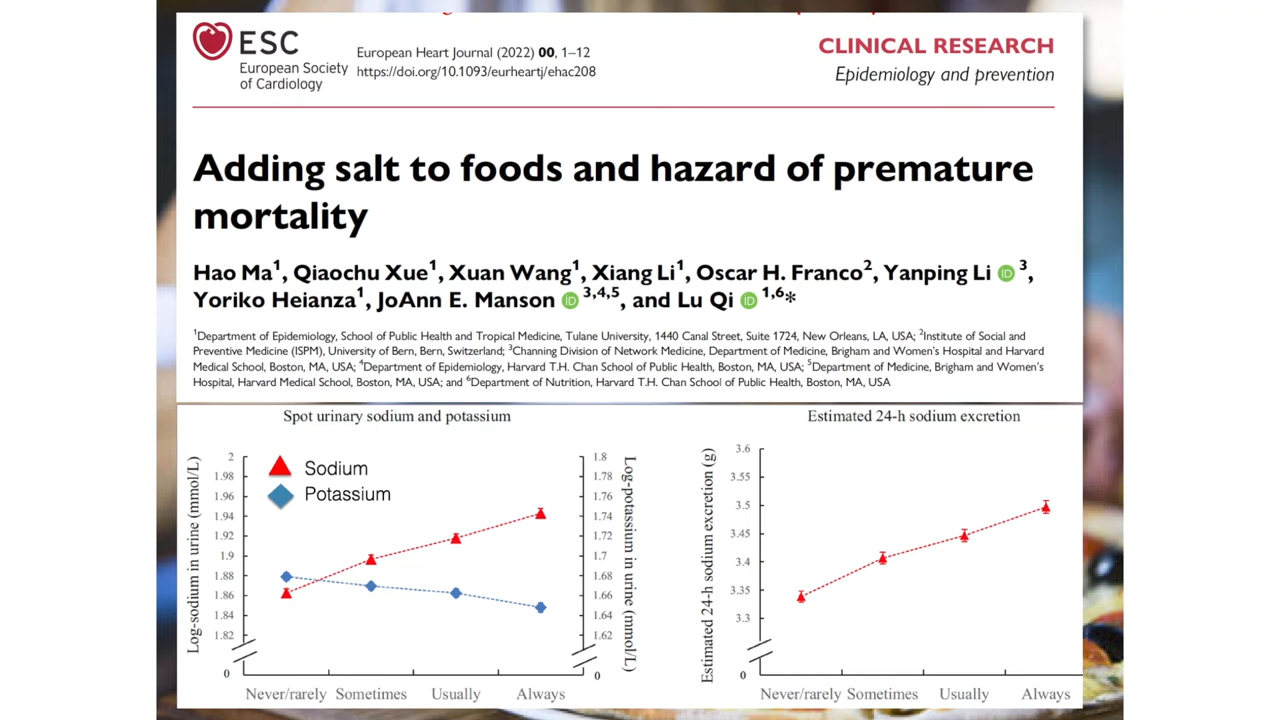 ESC
European Society
of Cardiology
European Heart Journal (2022) 00, 1–12
https://doi.org/10.1093/eurheartj/ehac208
CLINICAL RESEARCH
Epidemiology and prevention
Adding salt to foods and hazard of premature
mortality
Hao Ma1, Qiaochu Xue1, Xuan Wang1, Xiang Li1, Oscar H. Franco2, Yanping Li iD 3,
Yoriko Heianza1, JoAnn E. Manson iD 3,4,5, and Lu Qi iD 1,6*
1Department of Epidemiology, School of Public Health and Tropical Medicine, Tulane University, 1440 Canal Street, Suite 1724, New Orleans, LA, USA; 2Institute of Social and
Preventive Medicine (ISPM), University of Bern, Bern, Switzerland; 3Channing Division of Network Medicine, Department of Medicine, Brigham and Women's Hospital and Harvard
Medical School, Boston, MA, USA; 4Department of Epidemiology, Harvard T.H. Chan School of Public Health, Boston, MA, USA; 5Department of Medicine, Brigham and Women's
Hospital, Harvard Medical School, Boston, MA, USA; and 6Department of Nutrition, Harvard T.H. Chan School of Public Health, Boston, MA, USA
Spot urinary sodium and potassium
Log-sodium in urine (mmol/L)
2
1.98
1.96
1.94
1.92
1.9
1.88
1.86
1.84
1.82
0
Sodium
Potassium
1.8
1.78
1.76
1.74
1.72
1.7
1.68
1.66
1.64
1.62
0
Log-potassium in urine (mmol/L)
Never/rarely Sometimes Usually Always
Estimated 24-h sodium excretion
Estimated 24-h sodium excretion (g)
3.6
3.55
3.5
3.45
3.4
3.35
3.3
0
Never/rarely Sometimes Usually Always